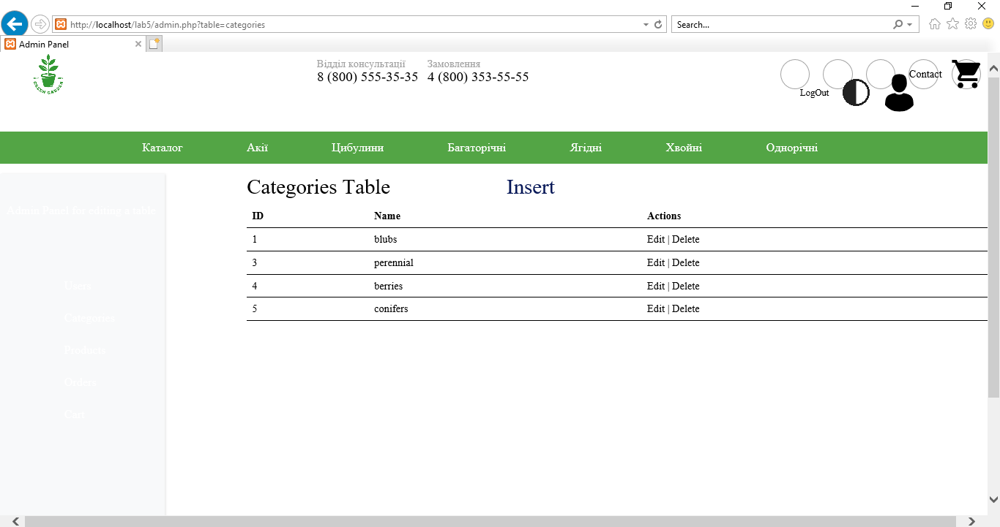 http://localhost/lab5/admin.php?table=categories
Search...
Admin Panel
GREEN GARDEN
Відділ консультації
8 (800) 555-35-35
Замовлення
4 (800) 353-55-55
LogOut
Contact
Каталог Акії Цибулини Багаторічні Ягідні Хвойні Однорічні
Admin Panel for editing a table
Users
Categories
Products
Orders
Cart
Categories Table Insert
ID Name Actions
1 blubs Edit | Delete
3 perennial Edit | Delete
4 berries Edit | Delete
5 conifers Edit | Delete